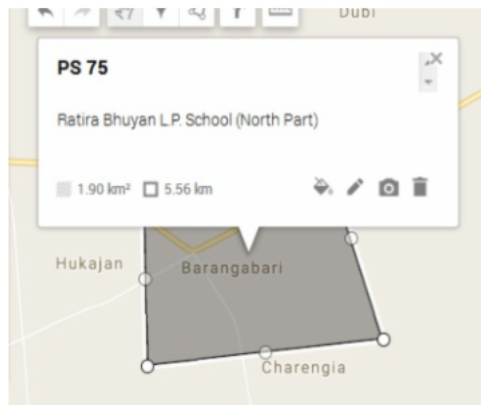 Dubi
PS 75
Ratira Bhuyan L.P. School (North Part)
1.90 km² 5.56 km
Hukajan
Barangabari
Charengia